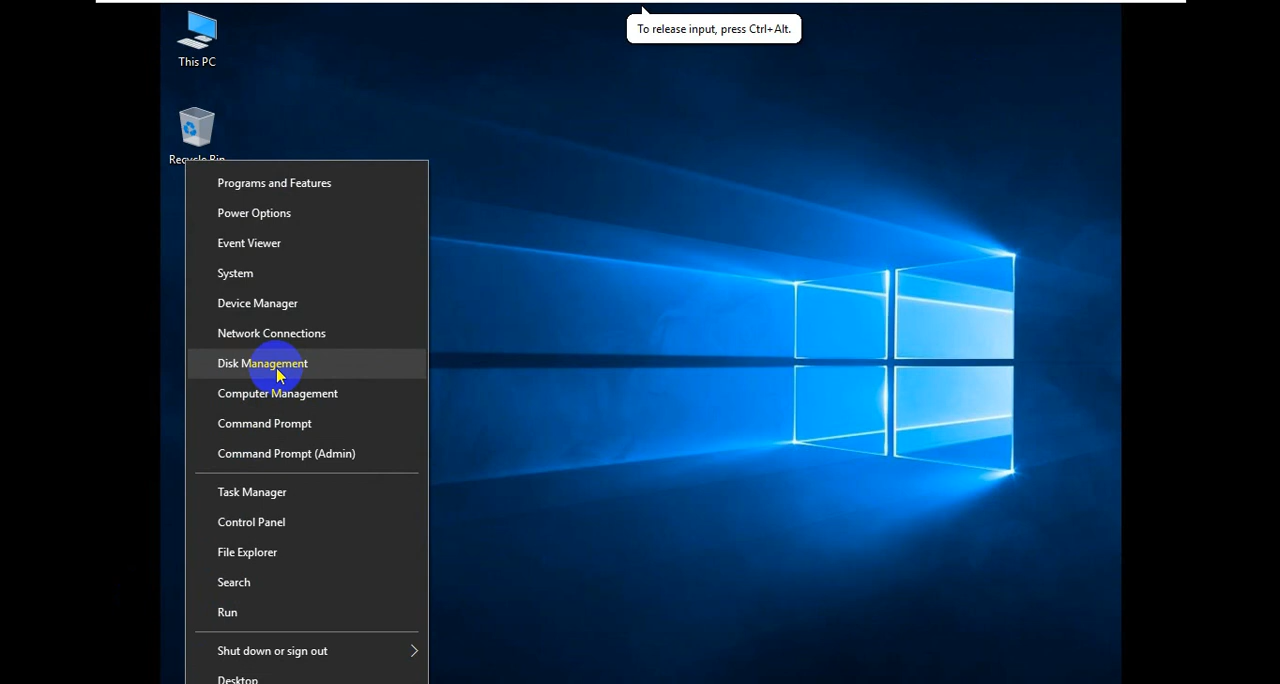 To release input, press Ctrl+Alt.
This PC
Recycle Bin
Programs and Features
Power Options
Event Viewer
System
Device Manager
Network Connections
Disk Management
Computer Management
Command Prompt
Command Prompt (Admin)
Task Manager
Control Panel
File Explorer
Search
Run
Shut down or sign out
Desktop